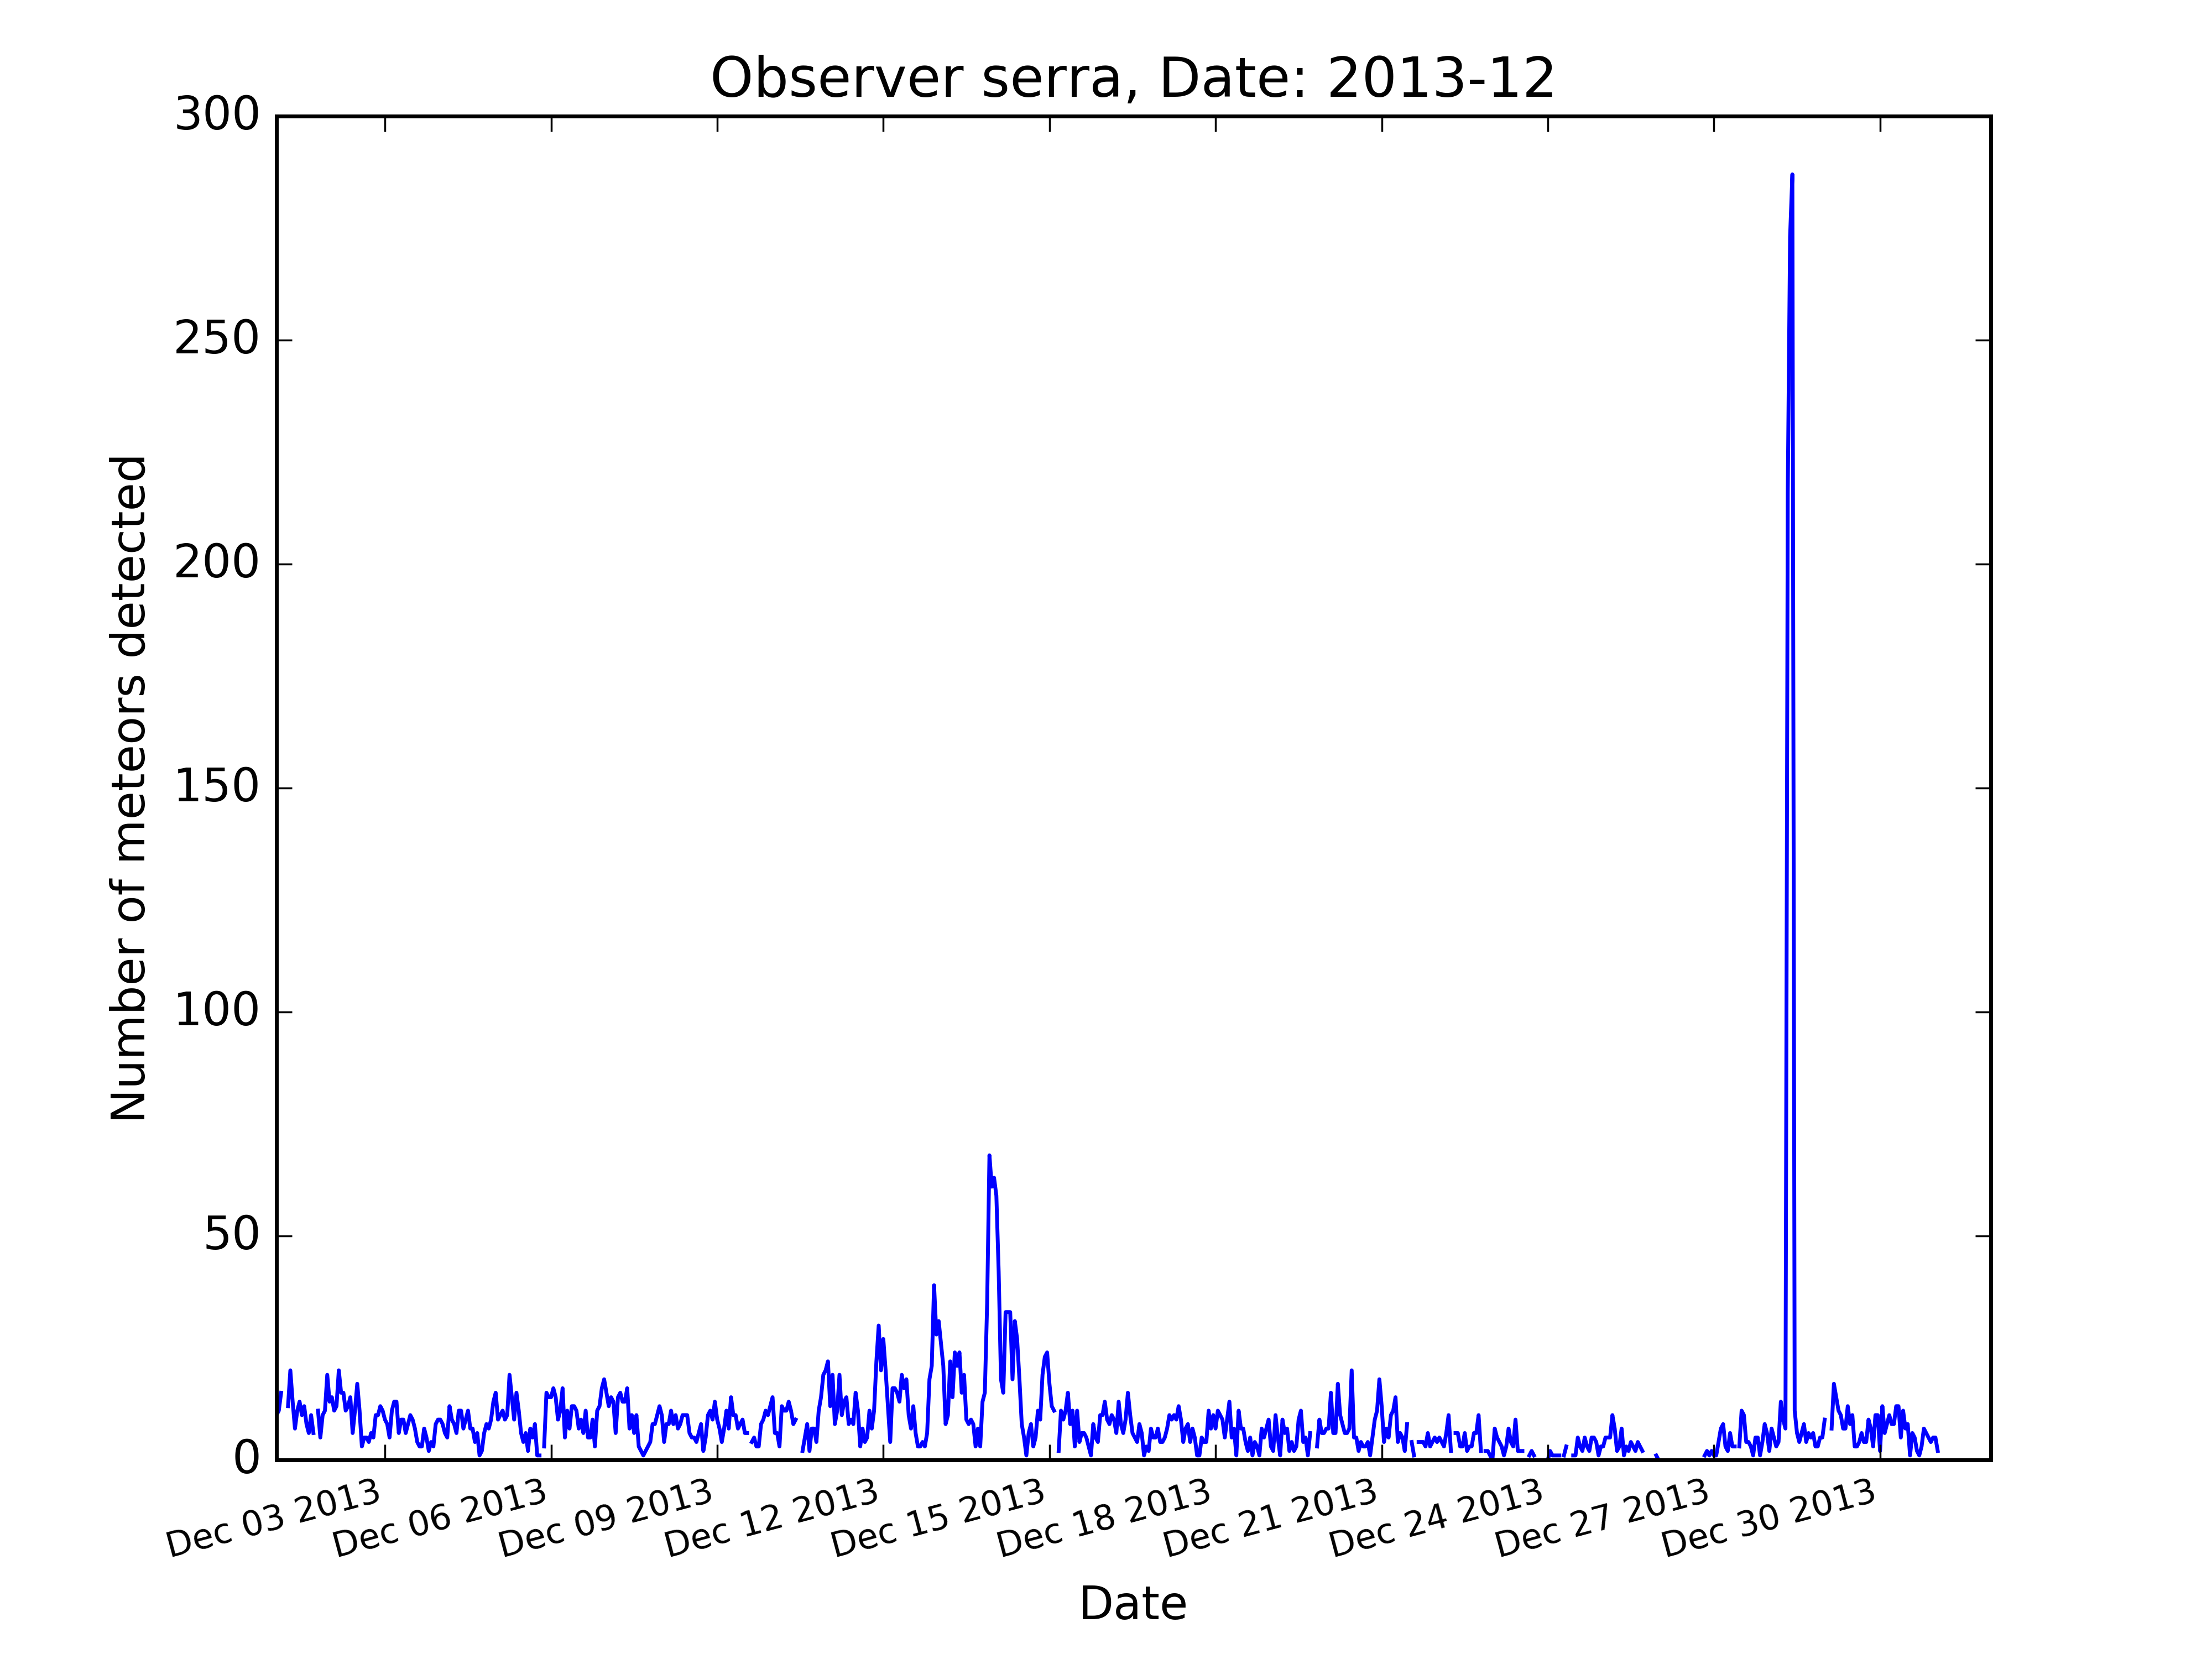 Observer serra, Date: 2013-12
300
250
200
150
100
50
0
Number of meteors detected
Dec 03 2013
Dec 06 2013
Dec 09 2013
Dec 12 2013
Dec 15 2013
Dec 18 2013
Dec 21 2013
Dec 24 2013
Dec 27 2013
Dec 30 2013
Date